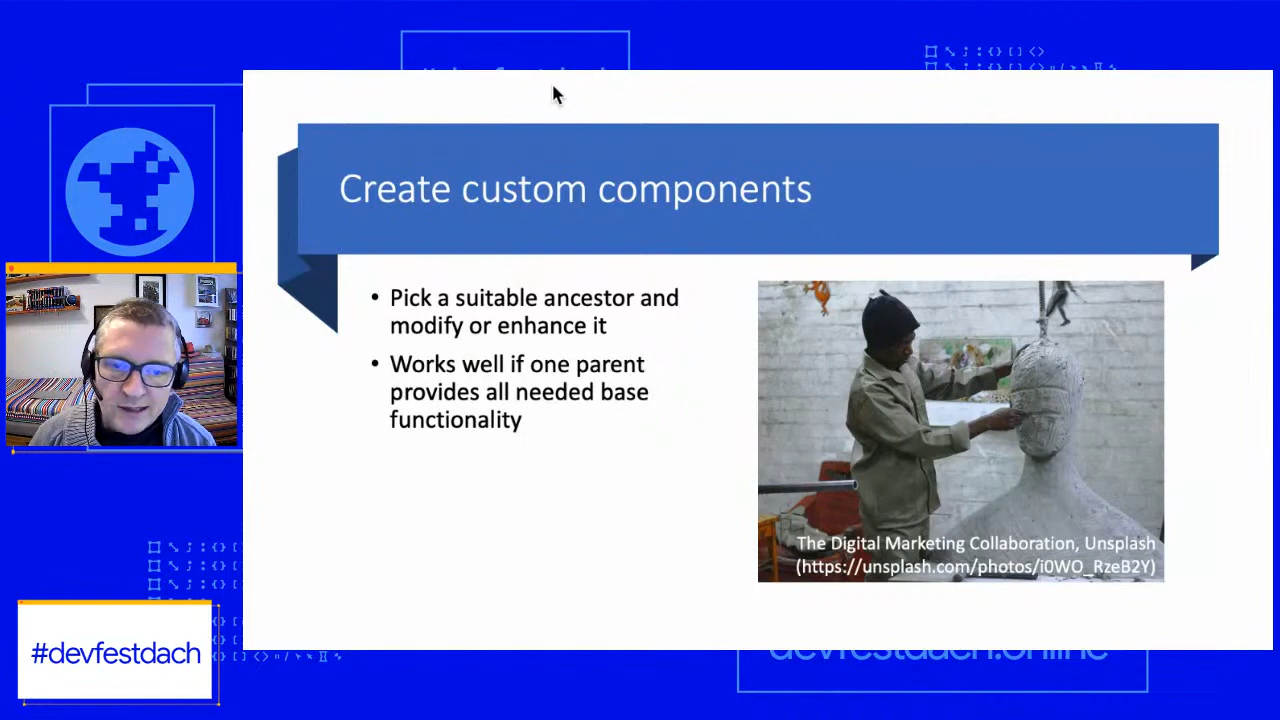 Create custom components
• Pick a suitable ancestor and
modify or enhance it
• Works well if one parent
provides all needed base
functionality
The Digital Marketing Collaboration, Unsplash
(https://unsplash.com/photos/i0WO_RzeB2Y)
#devfestdach
devfestdach.online